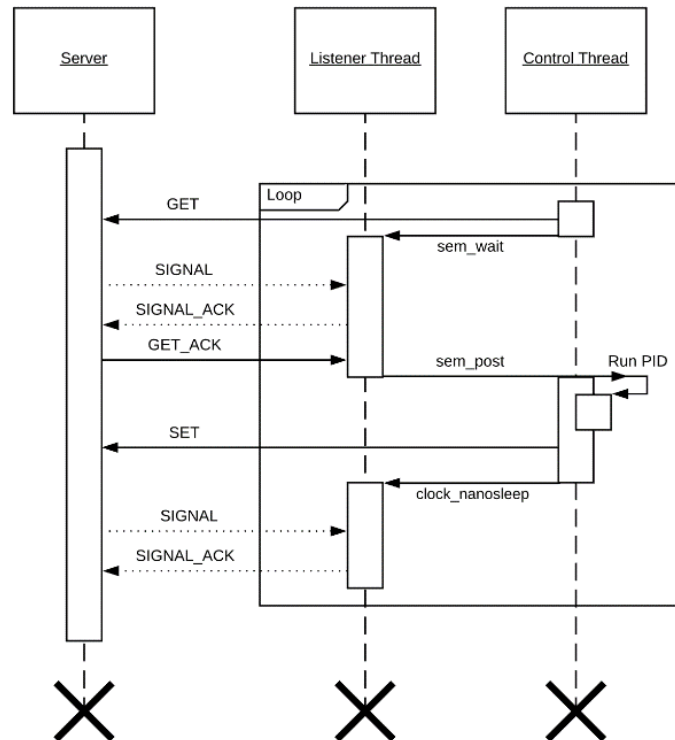 Server
Listener Thread
Control Thread
Loop
GET
sem_wait
SIGNAL
SIGNAL_ACK
GET_ACK
sem_post
Run PID
SET
clock_nanosleep
SIGNAL
SIGNAL_ACK